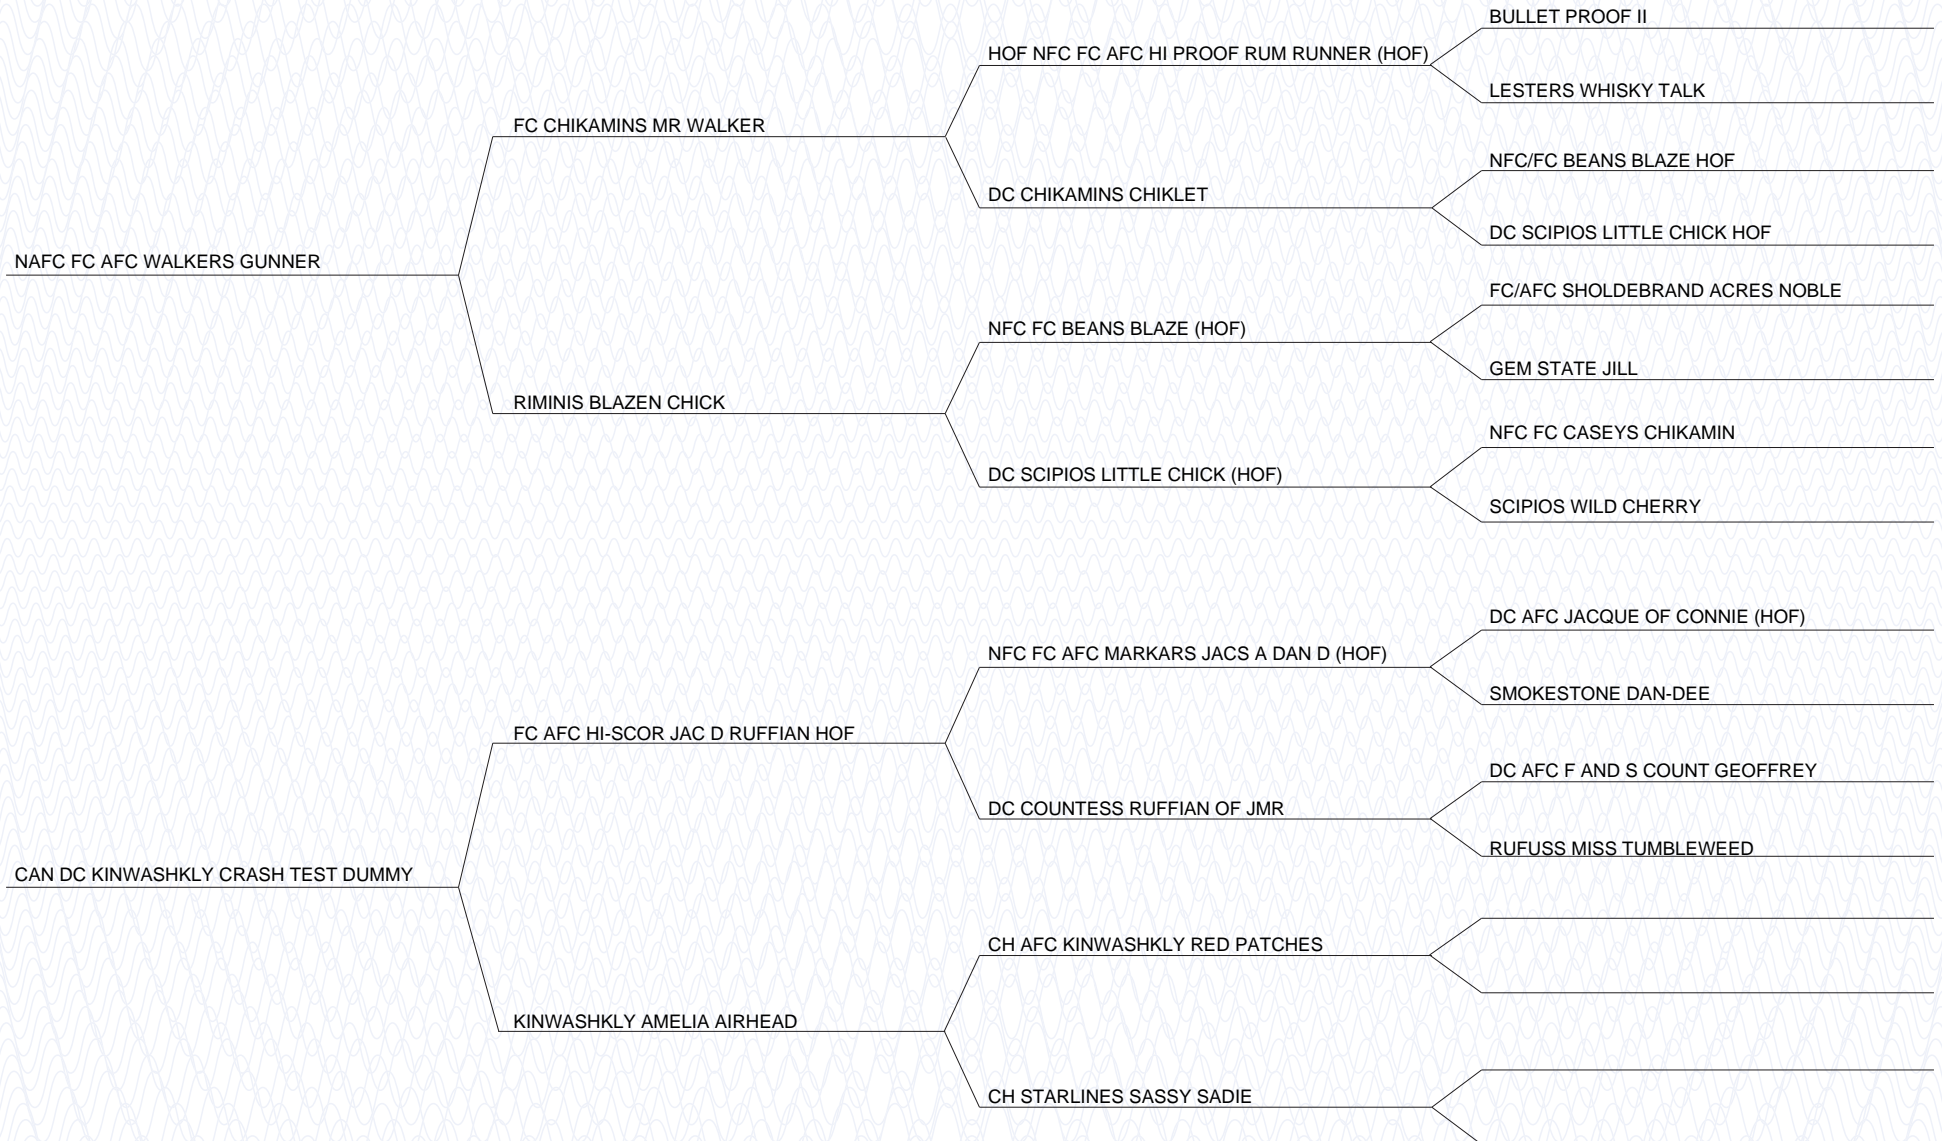 BULLET PROOF II
HOF NFC FC AFC HI PROOF RUM RUNNER (HOF)
LESTERS WHISKY TALK
FC CHIKAMINS MR WALKER
NFC/FC BEANS BLAZE HOF
DC CHIKAMINS CHIKLET
DC SCIPIOS LITTLE CHICK HOF
NAFC FC AFC WALKERS GUNNER
FC/AFC SHOLDEBRAND ACRES NOBLE
NFC FC BEANS BLAZE (HOF)
GEM STATE JILL
RIMINIS BLAZEN CHICK
NFC FC CASEYS CHIKAMIN
DC SCIPIOS LITTLE CHICK (HOF)
SCIPIOS WILD CHERRY
DC AFC JACQUE OF CONNIE (HOF)
NFC FC AFC MARKARS JACS A DAN D (HOF)
SMOKESTONE DAN-DEE
FC AFC HI-SCOR JAC D RUFFIAN HOF
DC AFC F AND S COUNT GEOFFREY
DC COUNTESS RUFFIAN OF JMR
RUFUSS MISS TUMBLEWEED
CAN DC KINWASHKLY CRASH TEST DUMMY
CH AFC KINWASHKLY RED PATCHES
KINWASHKLY AMELIA AIRHEAD
CH STARLINES SASSY SADIE